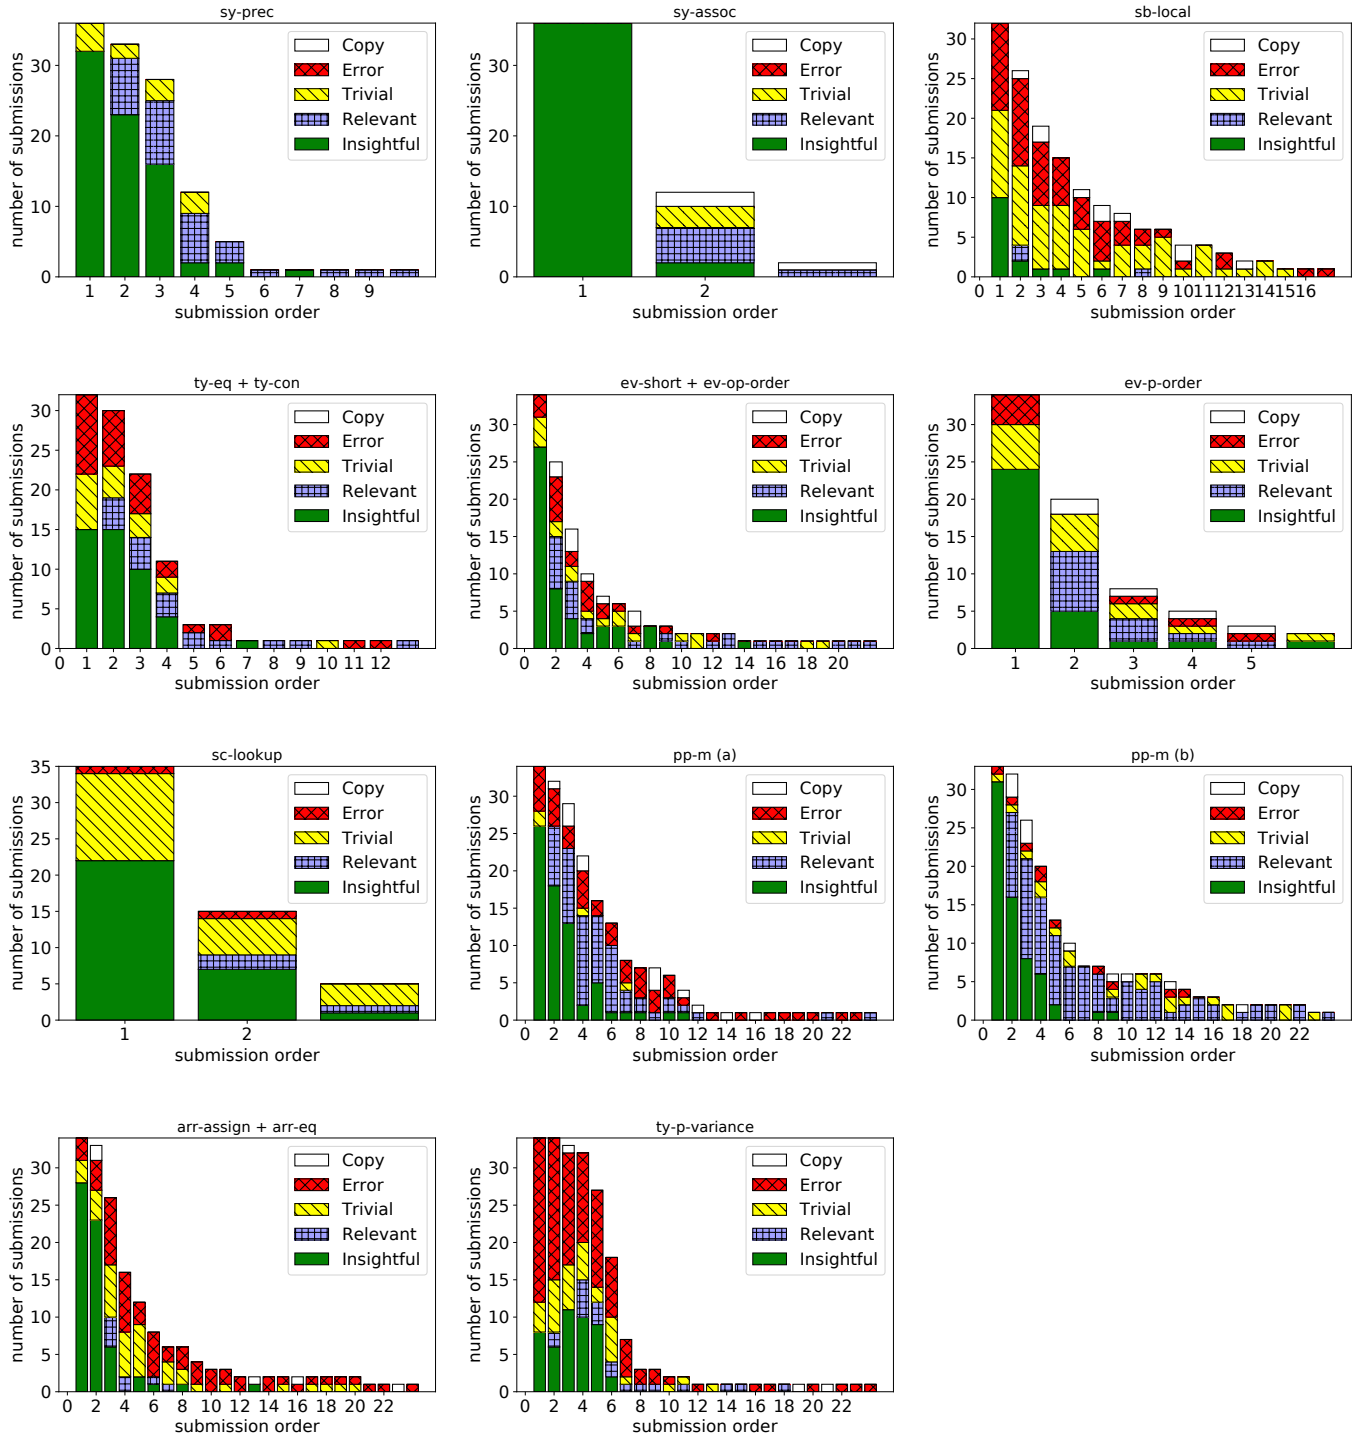 sy-prec
number of submissions
0 10 20 30
1 2 3 4 5 6 7 8 9
submission order
Copy
Error
Trivial
Relevant
Insightful
sy-assoc
number of submissions
0 10 20 30
1 2
submission order
Copy
Error
Trivial
Relevant
Insightful
sb-local
number of submissions
0 5 10 15 20 25 30
0 1 2 3 4 5 6 7 8 9 10 11 12 13 14 15 16
submission order
Copy
Error
Trivial
Relevant
Insightful
ty-eq + ty-con
number of submissions
0 5 10 15 20 25 30
0 1 2 3 4 5 6 7 8 9 10 11 12
submission order
Copy
Error
Trivial
Relevant
Insightful
ev-short + ev-op-order
number of submissions
0 5 10 15 20 25 30
0 2 4 6 8 10 12 14 16 18 20
submission order
Copy
Error
Trivial
Relevant
Insightful
ev-p-order
number of submissions
0 5 10 15 20 25 30
1 2 3 4 5
submission order
Copy
Error
Trivial
Relevant
Insightful
sc-lookup
number of submissions
0 5 10 15 20 25 30 35
1 2
submission order
Copy
Error
Trivial
Relevant
Insightful
pp-m (a)
number of submissions
0 5 10 15 20 25 30
0 2 4 6 8 10 12 14 16 18 20 22
submission order
Copy
Error
Trivial
Relevant
Insightful
pp-m (b)
number of submissions
0 5 10 15 20 25 30
0 2 4 6 8 10 12 14 16 18 20 22
submission order
Copy
Error
Trivial
Relevant
Insightful
arr-assign + arr-eq
number of submissions
0 5 10 15 20 25 30
0 2 4 6 8 10 12 14 16 18 20 22
submission order
Copy
Error
Trivial
Relevant
Insightful
ty-p-variance
number of submissions
0 5 10 15 20 25 30
0 2 4 6 8 10 12 14 16 18 20 22
submission order
Copy
Error
Trivial
Relevant
Insightful